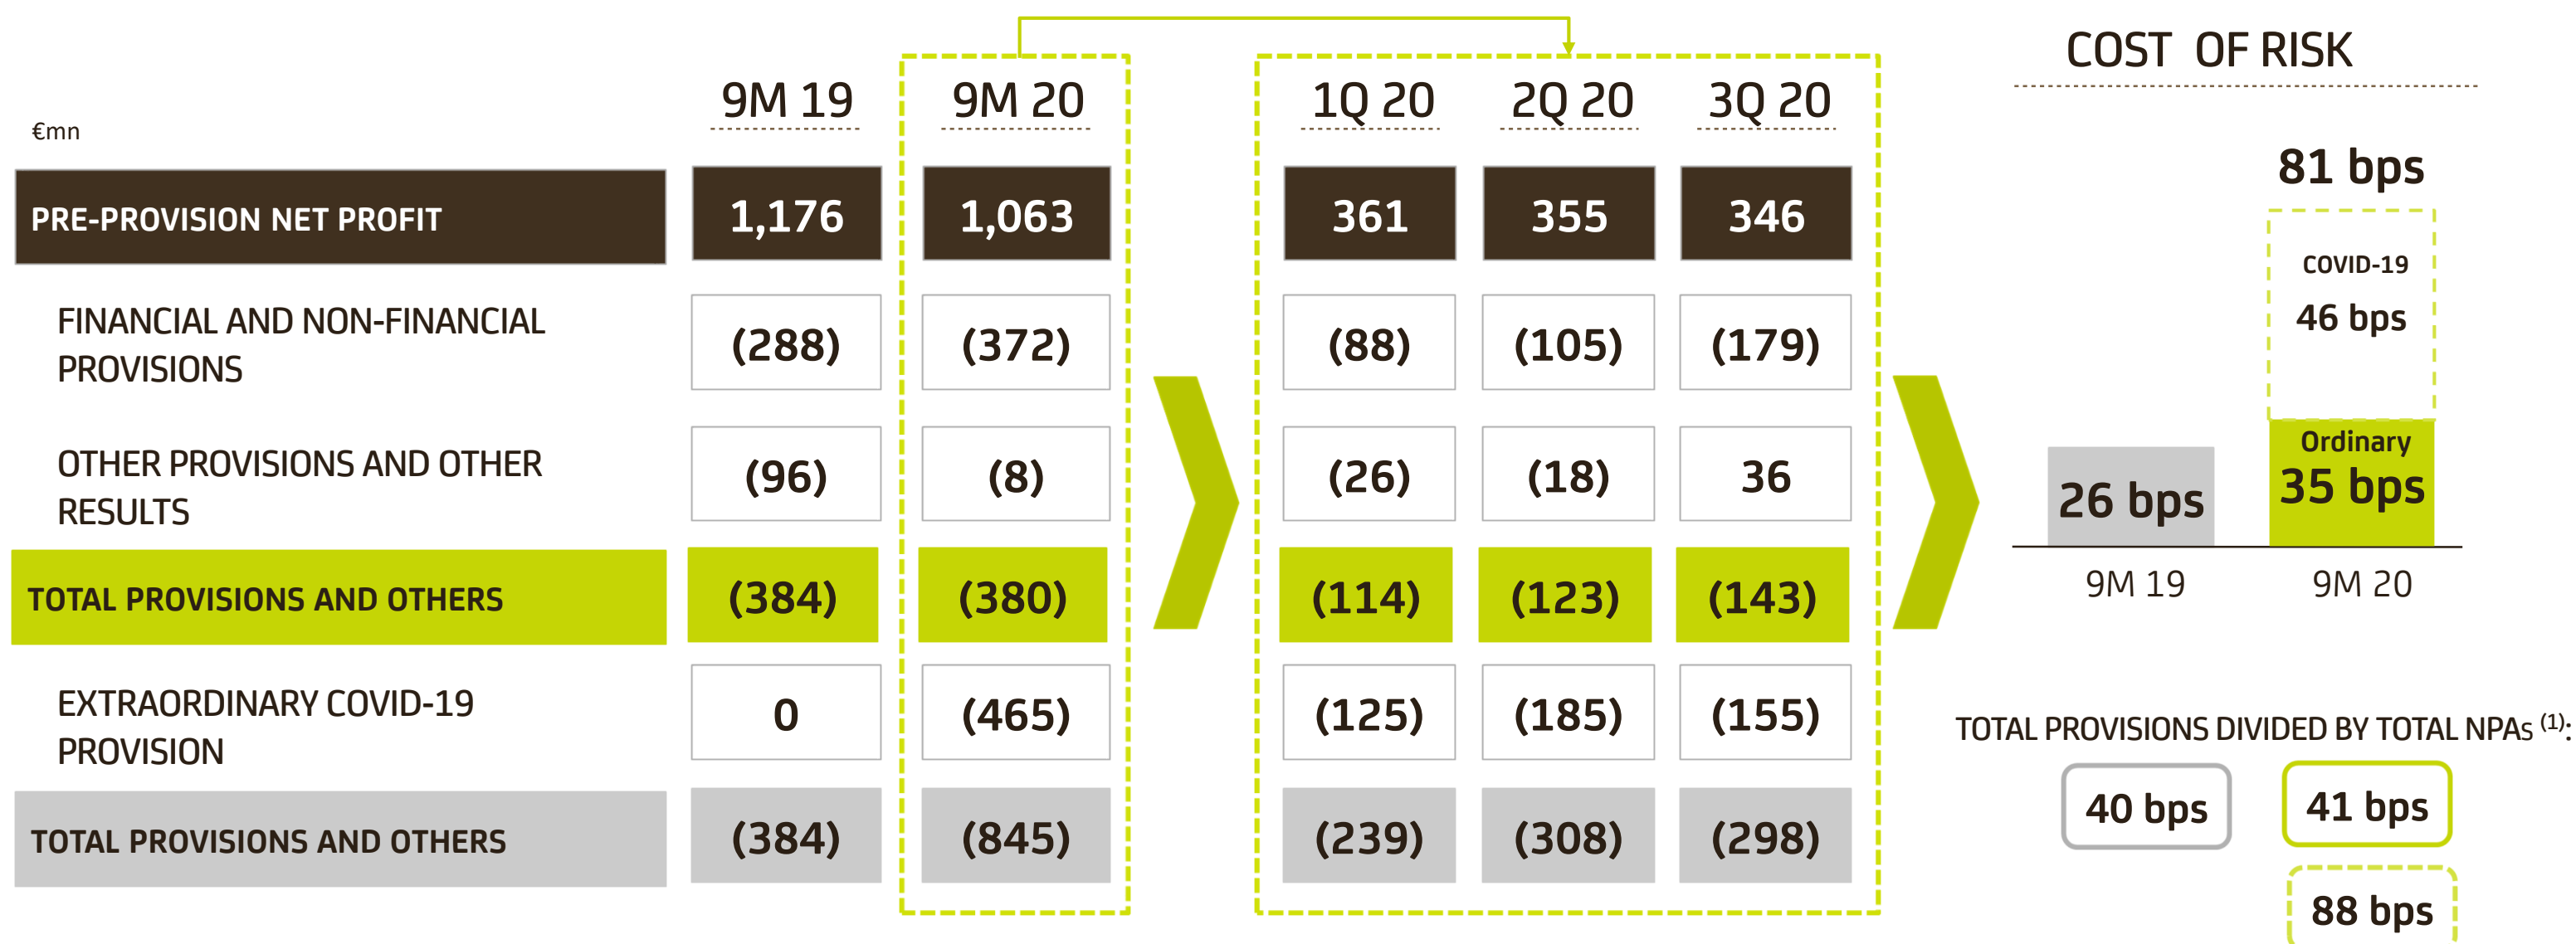 €mn
9M 19 9M 20 1Q 20 2Q 20 3Q 20
PRE-PROVISION NET PROFIT 1,176 1,063 361 355 346
FINANCIAL AND NON-FINANCIAL
PROVISIONS
(288) (372) (88) (105) (179)
OTHER PROVISIONS AND OTHER
RESULTS
(96) (8) (26) (18) 36
TOTAL PROVISIONS AND OTHERS (384) (380) (114) (123) (143)
EXTRAORDINARY COVID-19
PROVISION
0 (465) (125) (185) (155)
TOTAL PROVISIONS AND OTHERS (384) (845) (239) (308) (298)
COST OF RISK
81 bps
COVID-19
46 bps
Ordinary
35 bps
26 bps
9M 19 9M 20
TOTAL PROVISIONS DIVIDED BY TOTAL NPAs (1):
40 bps 41 bps
88 bps